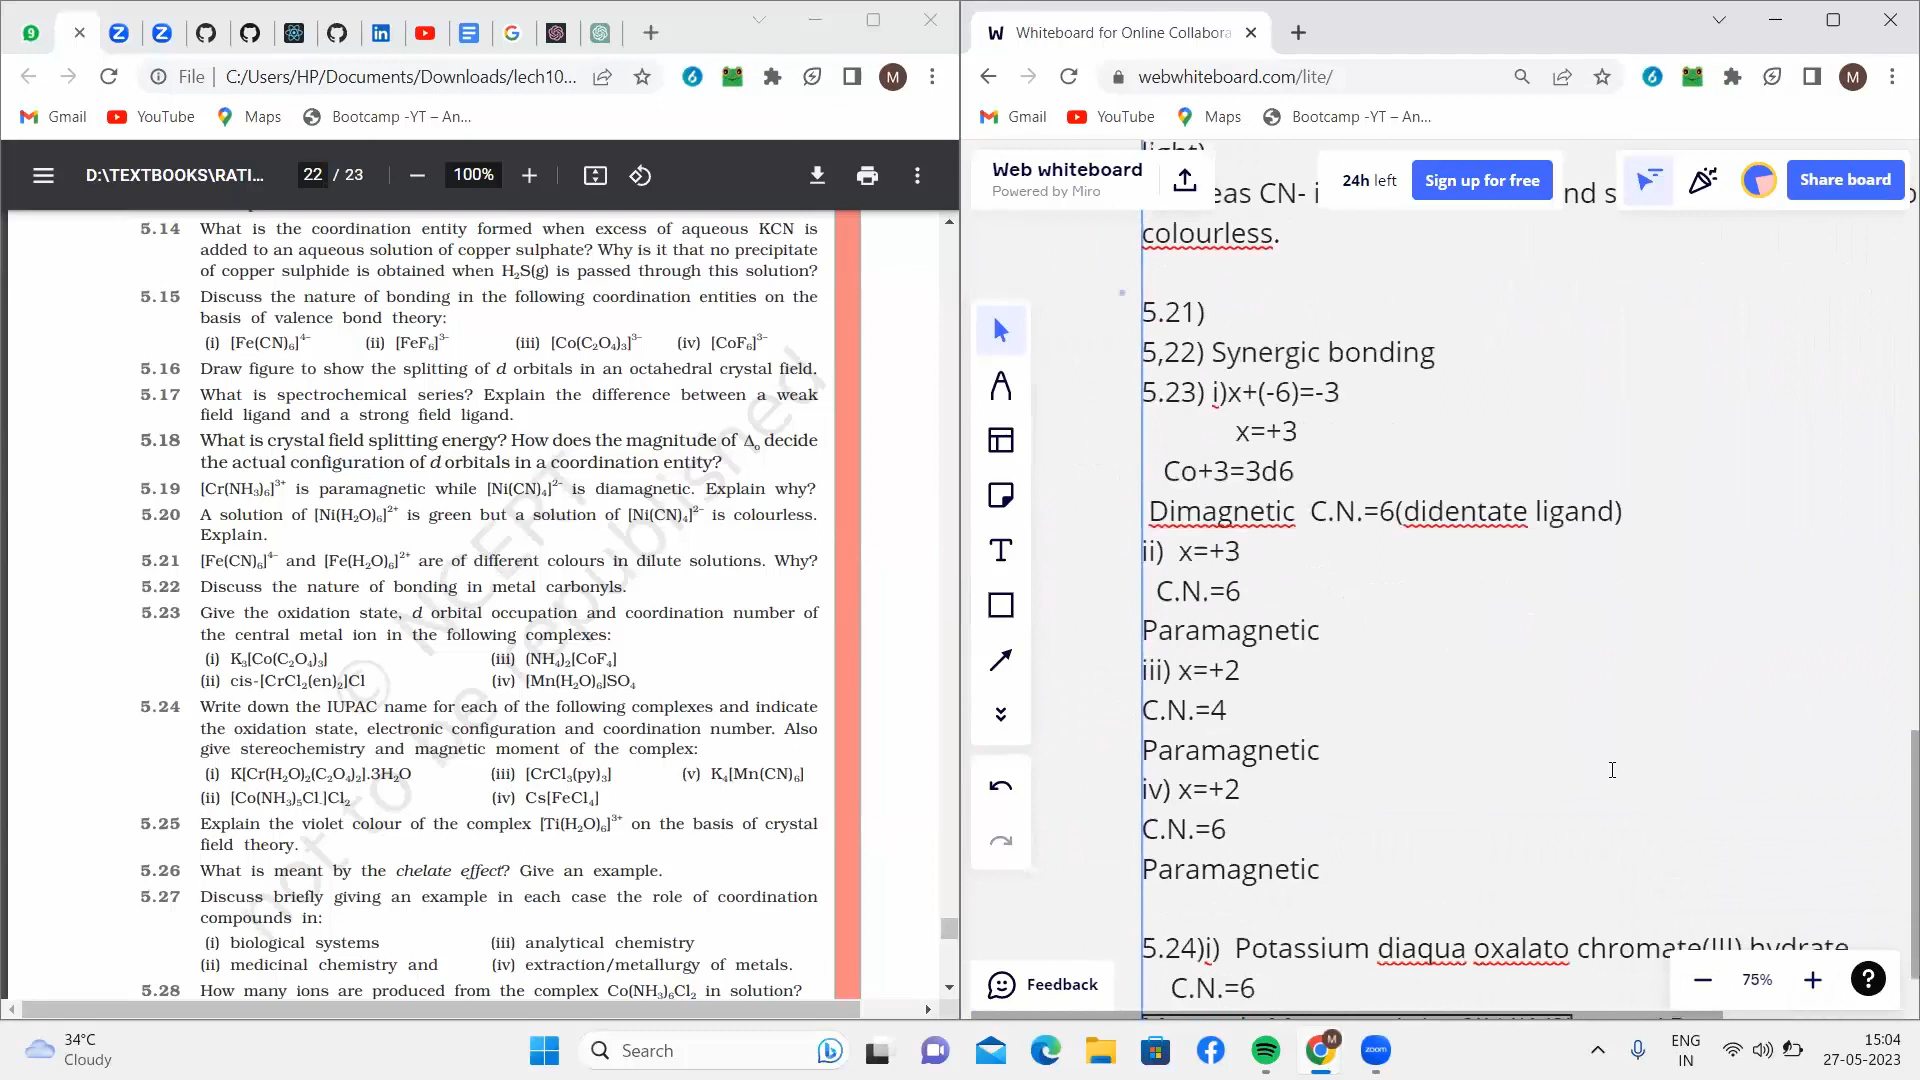 9
File
C:/Users/HP/Documents/Downloads/lech10...
M
Gmail
YouTube
Maps
Bootcamp -YT – An...
D:\TEXTBOOKS\RATI...
22 / 23
100%
5.14 What is the coordination entity formed when excess of aqueous KCN is
added to an aqueous solution of copper sulphate? Why is it that no precipitate
of copper sulphide is obtained when H₂S(g) is passed through this solution?
5.15 Discuss the nature of bonding in the following coordination entities on the
basis of valence bond theory:
(i) [Fe(CN)₆]⁴⁻ (ii) [FeF₆]³⁻ (iii) [Co(C₂O₄)₃]³⁻ (iv) [CoF₆]³⁻
5.16 Draw figure to show the splitting of d orbitals in an octahedral crystal field.
5.17 What is spectrochemical series? Explain the difference between a weak
field ligand and a strong field ligand.
5.18 What is crystal field splitting energy? How does the magnitude of Δₒ decide
the actual configuration of d orbitals in a coordination entity?
5.19 [Cr(NH₃)₆]³⁺ is paramagnetic while [Ni(CN)₄]²⁻ is diamagnetic. Explain why?
5.20 A solution of [Ni(H₂O)₆]²⁺ is green but a solution of [Ni(CN)₄]²⁻ is colourless.
Explain.
5.21 [Fe(CN)₆]⁴⁻ and [Fe(H₂O)₆]²⁺ are of different colours in dilute solutions. Why?
5.22 Discuss the nature of bonding in metal carbonyls.
5.23 Give the oxidation state, d orbital occupation and coordination number of
the central metal ion in the following complexes:
(i) K₃[Co(C₂O₄)₃] (iii) (NH₄)₂[CoF₄]
(ii) cis-[CrCl₂(en)₂]Cl (iv) [Mn(H₂O)₆]SO₄
5.24 Write down the IUPAC name for each of the following complexes and indicate
the oxidation state, electronic configuration and coordination number. Also
give stereochemistry and magnetic moment of the complex:
(i) K[Cr(H₂O)₂(C₂O₄)₂].3H₂O (iii) [CrCl₃(py)₃] (v) K₄[Mn(CN)₆]
(ii) [Co(NH₃)₅Cl.]Cl₂ (iv) Cs[FeCl₄]
5.25 Explain the violet colour of the complex [Ti(H₂O)₆]³⁺ on the basis of crystal
field theory.
5.26 What is meant by the chelate effect? Give an example.
5.27 Discuss briefly giving an example in each case the role of coordination
compounds in:
(i) biological systems (iii) analytical chemistry
(ii) medicinal chemistry and (iv) extraction/metallurgy of metals.
5.28 How many ions are produced from the complex Co(NH₃)₆Cl₂ in solution?
© NCERT
not to be republished
W Whiteboard for Online Collabora
webwhiteboard.com/lite/
M
Gmail
YouTube
Maps
Bootcamp -YT – An...
Web whiteboard
Powered by Miro
24h left
Sign up for free
Share board
CN-
colourless.
5.21)
5,22) Synergic bonding
5.23) i)x+(-6)=-3
x=+3
Co+3=3d6
Dimagnetic C.N.=6(didentate ligand)
ii) x=+3
C.N.=6
Paramagnetic
iii) x=+2
C.N.=4
Paramagnetic
iv) x=+2
C.N.=6
Paramagnetic
5.24)i) Potassium diaqua oxalato chromate(III) hydrate
C.N.=6
Feedback
75%
34°C
Cloudy
Search
M
zoom
ENG
IN
15:04
27-05-2023